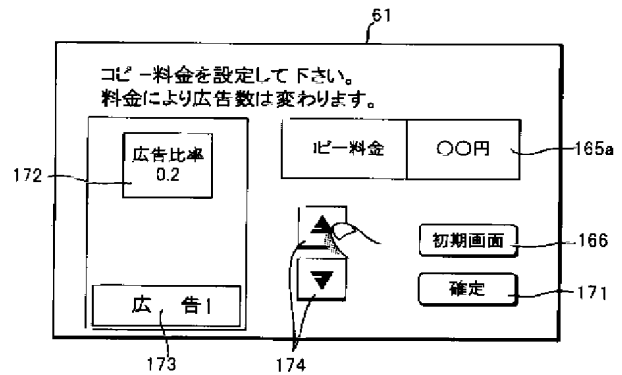 61
コピー料金を設定して下さい。
料金により広告数は変わります。
広告比率
0.2
172
コピー料金
〇〇円
165a
初期画面
166
確定
171
広 告1
173
174